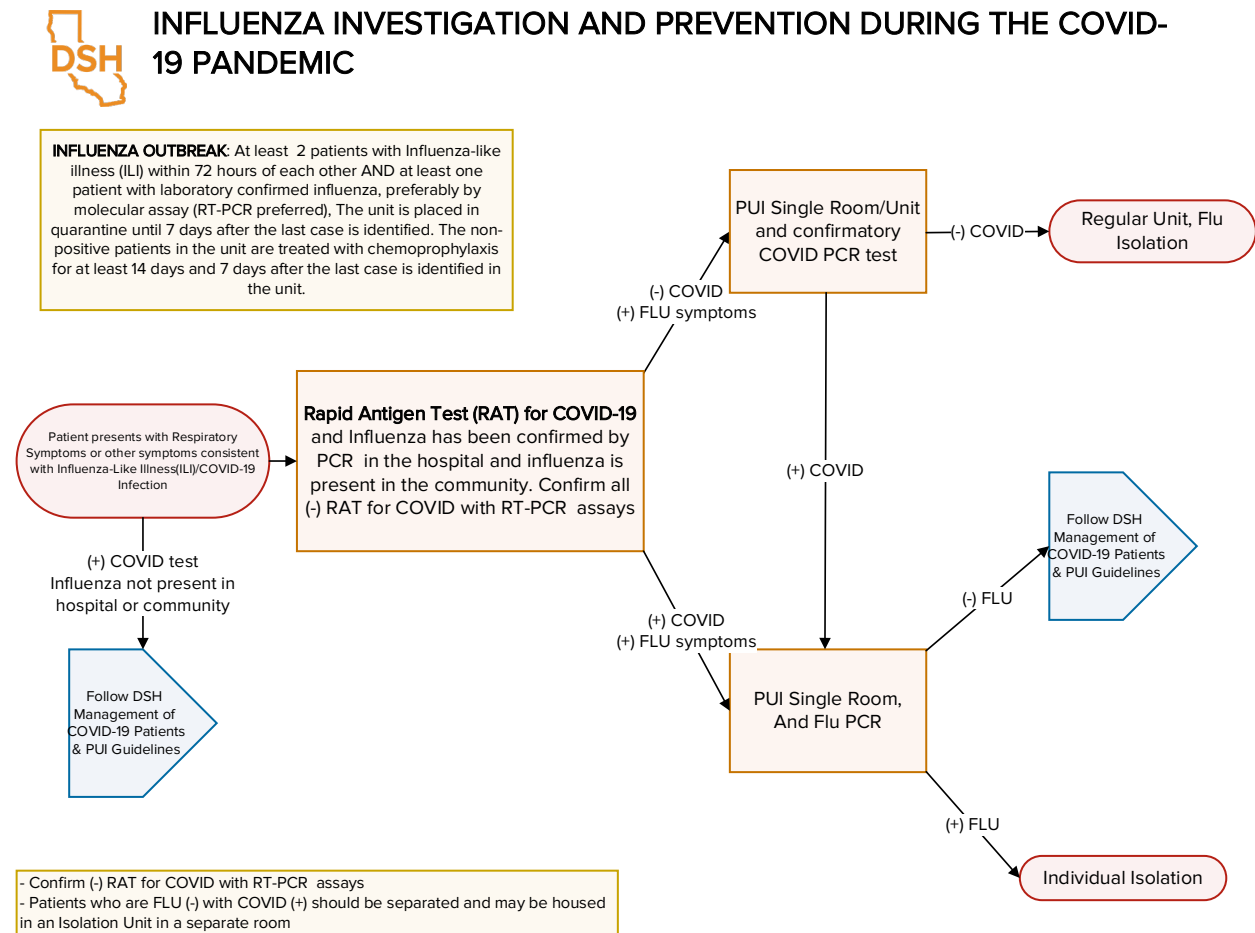 INFLUENZA INVESTIGATION AND PREVENTION DURING THE COVID-
19 PANDEMIC
DSH
INFLUENZA OUTBREAK: At least 2 patients with Influenza-like
illness (ILI) within 72 hours of each other AND at least one
patient with laboratory confirmed influenza, preferably by
molecular assay (RT-PCR preferred), The unit is placed in
quarantine until 7 days after the last case is identified. The non-
positive patients in the unit are treated with chemoprophylaxis
for at least 14 days and 7 days after the last case is identified in
the unit.
PUI Single Room/Unit
and confirmatory
COVID PCR test
(-) COVID
Regular Unit, Flu
Isolation
(-) COVID
(+) FLU symptoms
Patient presents with Respiratory
Symptoms or other symptoms consistent
with Influenza-Like Illness(ILI)/COVID-19
Infection
Rapid Antigen Test (RAT) for COVID-19
and Influenza has been confirmed by
PCR in the hospital and influenza is
present in the community. Confirm all
(-) RAT for COVID with RT-PCR assays
(+) COVID
(+) COVID test
Influenza not present in
hospital or community
Follow DSH
Management of
COVID-19 Patients
& PUI Guidelines
(+) COVID
(+) FLU symptoms
PUI Single Room,
And Flu PCR
(-) FLU
Follow DSH
Management of
COVID-19 Patients
& PUI Guidelines
(+) FLU
Individual Isolation
- Confirm (-) RAT for COVID with RT-PCR assays
- Patients who are FLU (-) with COVID (+) should be separated and may be housed
in an Isolation Unit in a separate room